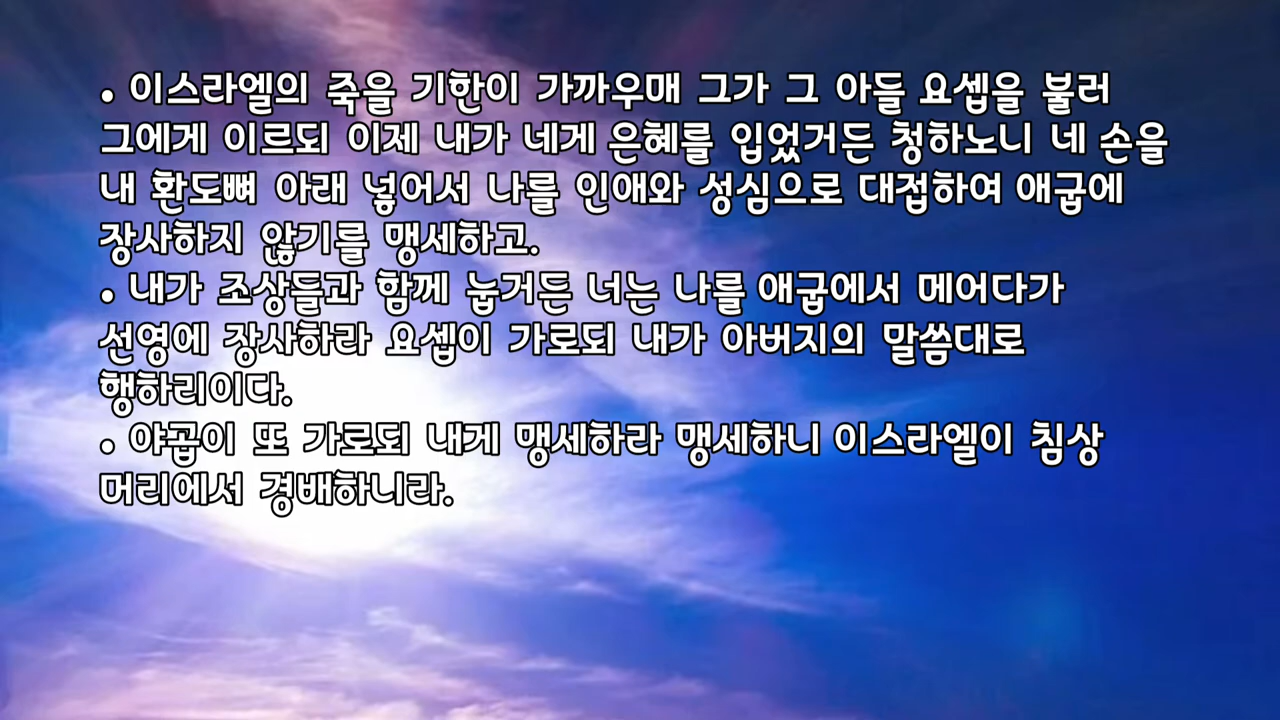 • 이스라엘의 죽을 기한이 가까우매 그가 그 아들 요셉을 불러
그에게 이르되 이제 내가 네게 은혜를 입었거든 청하노니 네 손을
내 환도뼈 아래 넣어서 나를 인애와 성심으로 대접하여 애굽에
장사하지 않기를 맹세하고.
• 내가 조상들과 함께 눕거든 너는 나를 애굽에서 메어다가
선영에 장사하라 요셉이 가로되 내가 아버지의 말씀대로
행하리이다.
• 야곱이 또 가로되 내게 맹세하라 맹세하니 이스라엘이 침상
머리에서 경배하니라.